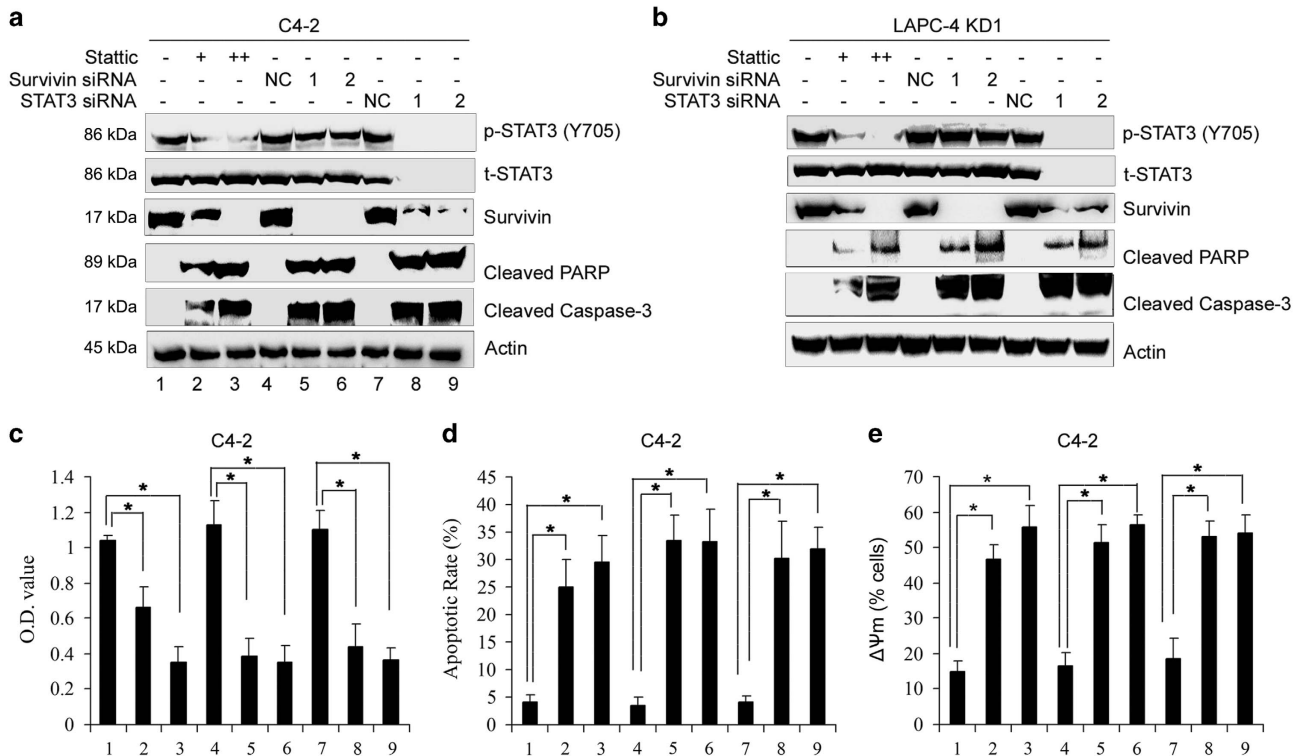 a
C4-2
Stattic - + ++ - - - - - -
Survivin siRNA - - - NC 1 2 - - -
STAT3 siRNA - - - - - - NC 1 2
86 kDa p-STAT3 (Y705)
86 kDa t-STAT3
17 kDa Survivin
89 kDa Cleaved PARP
17 kDa Cleaved Caspase-3
45 kDa Actin
1 2 3 4 5 6 7 8 9
b
LAPC-4 KD1
Stattic - + ++ - - - - - -
Survivin siRNA - - - NC 1 2 - - -
STAT3 siRNA - - - - - - NC 1 2
p-STAT3 (Y705)
t-STAT3
Survivin
Cleaved PARP
Cleaved Caspase-3
Actin
c
C4-2
O.D. value
1.4
1.2
1
0.8
0.6
0.4
0.2
0
* * * * * *
1 2 3 4 5 6 7 8 9
d
C4-2
Apoptotic Rate (%)
45
40
35
30
25
20
15
10
5
0
* * * * * *
1 2 3 4 5 6 7 8 9
e
C4-2
ΔΨm (% cells)
70
60
50
40
30
20
10
0
* * * * * *
1 2 3 4 5 6 7 8 9